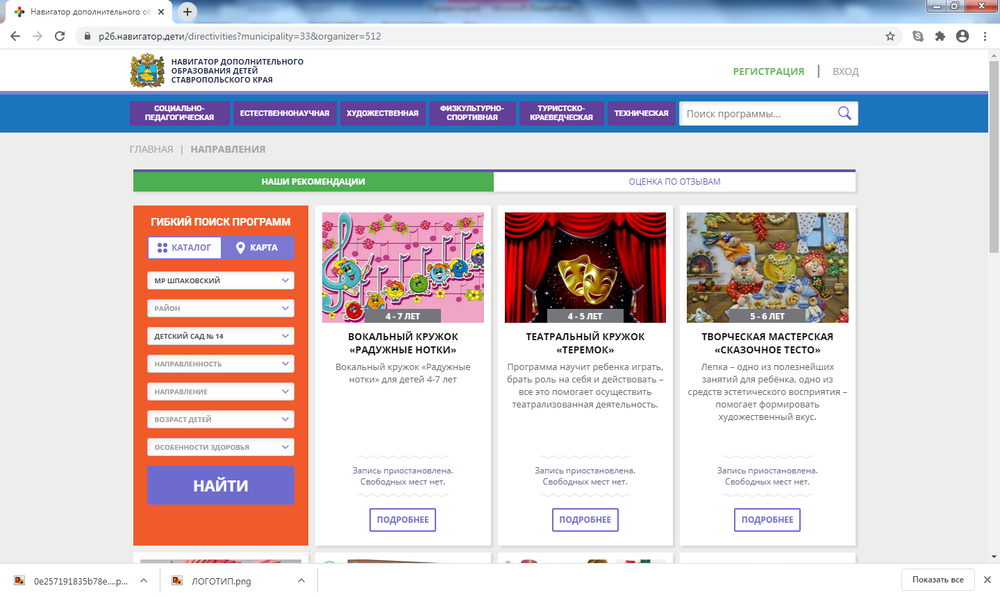 Навигатор дополнительного об
p26.навигатор.дети/directivities?municipality=33&organizer=512
НАВИГАТОР ДОПОЛНИТЕЛЬНОГО
ОБРАЗОВАНИЯ ДЕТЕЙ
СТАВРОПОЛЬСКОГО КРАЯ
РЕГИСТРАЦИЯ | ВХОД
СОЦИАЛЬНО-
ПЕДАГОГИЧЕСКАЯ
ЕСТЕСТВЕННОНАУЧНАЯ
ХУДОЖЕСТВЕННАЯ
ФИЗКУЛЬТУРНО-
СПОРТИВНАЯ
ТУРИСТСКО-
КРАЕВЕДЧЕСКАЯ
ТЕХНИЧЕСКАЯ
Поиск программы...
ГЛАВНАЯ | НАПРАВЛЕНИЯ
НАШИ РЕКОМЕНДАЦИИ
ОЦЕНКА ПО ОТЗЫВАМ
ГИБКИЙ ПОИСК ПРОГРАММ
КАТАЛОГ
КАРТА
МР ШПАКОВСКИЙ
РАЙОН
ДЕТСКИЙ САД № 14
НАПРАВЛЕННОСТЬ
НАПРАВЛЕНИЕ
ВОЗРАСТ ДЕТЕЙ
ОСОБЕННОСТИ ЗДОРОВЬЯ
НАЙТИ
4 - 7 ЛЕТ
ВОКАЛЬНЫЙ КРУЖОК
«РАДУЖНЫЕ НОТКИ»
Вокальный кружок «Радужные
нотки» для детей 4-7 лет
Запись приостановлена.
Свободных мест нет.
ПОДРОБНЕЕ
4 - 5 ЛЕТ
ТЕАТРАЛЬНЫЙ КРУЖОК
«ТЕРЕМОК»
Программа научит ребенка играть,
брать роль на себя и действовать –
все это помогает осуществить
театрализованная деятельность.
Запись приостановлена.
Свободных мест нет.
ПОДРОБНЕЕ
5 - 6 ЛЕТ
ТВОРЧЕСКАЯ МАСТЕРСКАЯ
«СКАЗОЧНОЕ ТЕСТО»
Лепка – одно из полезнейших
занятий для ребёнка, одно из
средств эстетического восприятия –
помогает формировать
художественный вкус.
Запись приостановлена.
Свободных мест нет.
ПОДРОБНЕЕ
0e257191835b78e....p...
ЛОГОТИП.png
Показать все